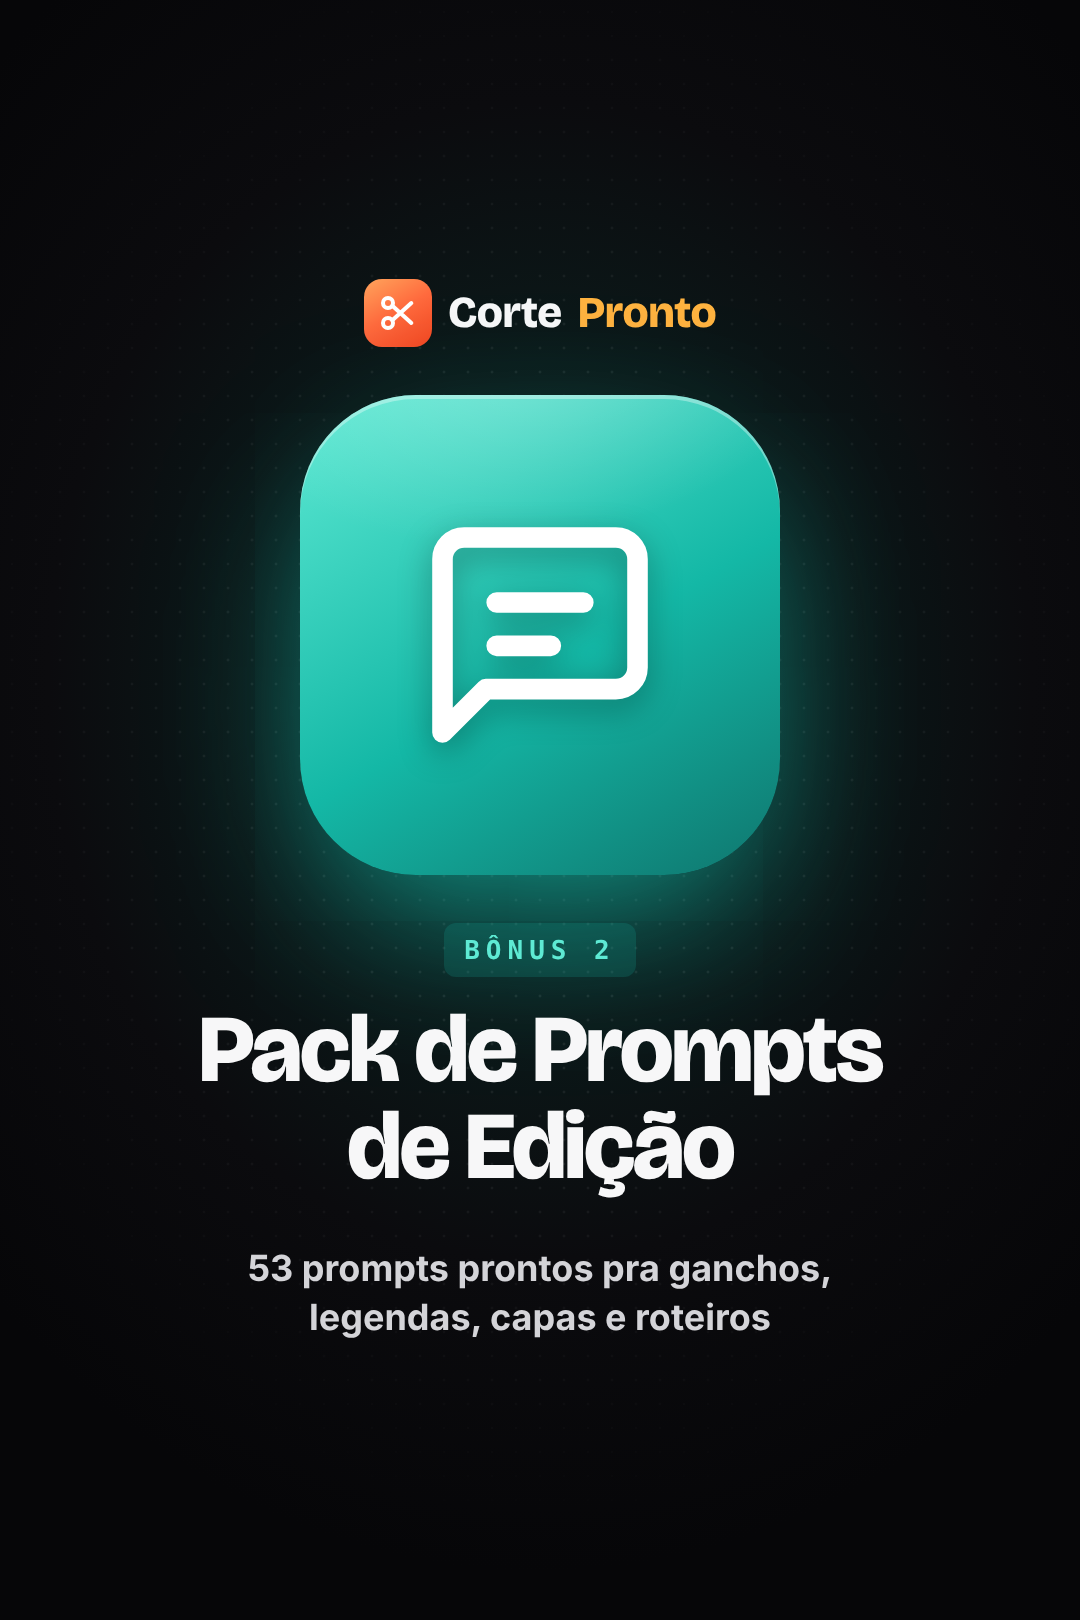 Corte Pronto
BÔNUS 2
Pack de Prompts
de Edição
53 prompts prontos pra ganchos,
legendas, capas e roteiros